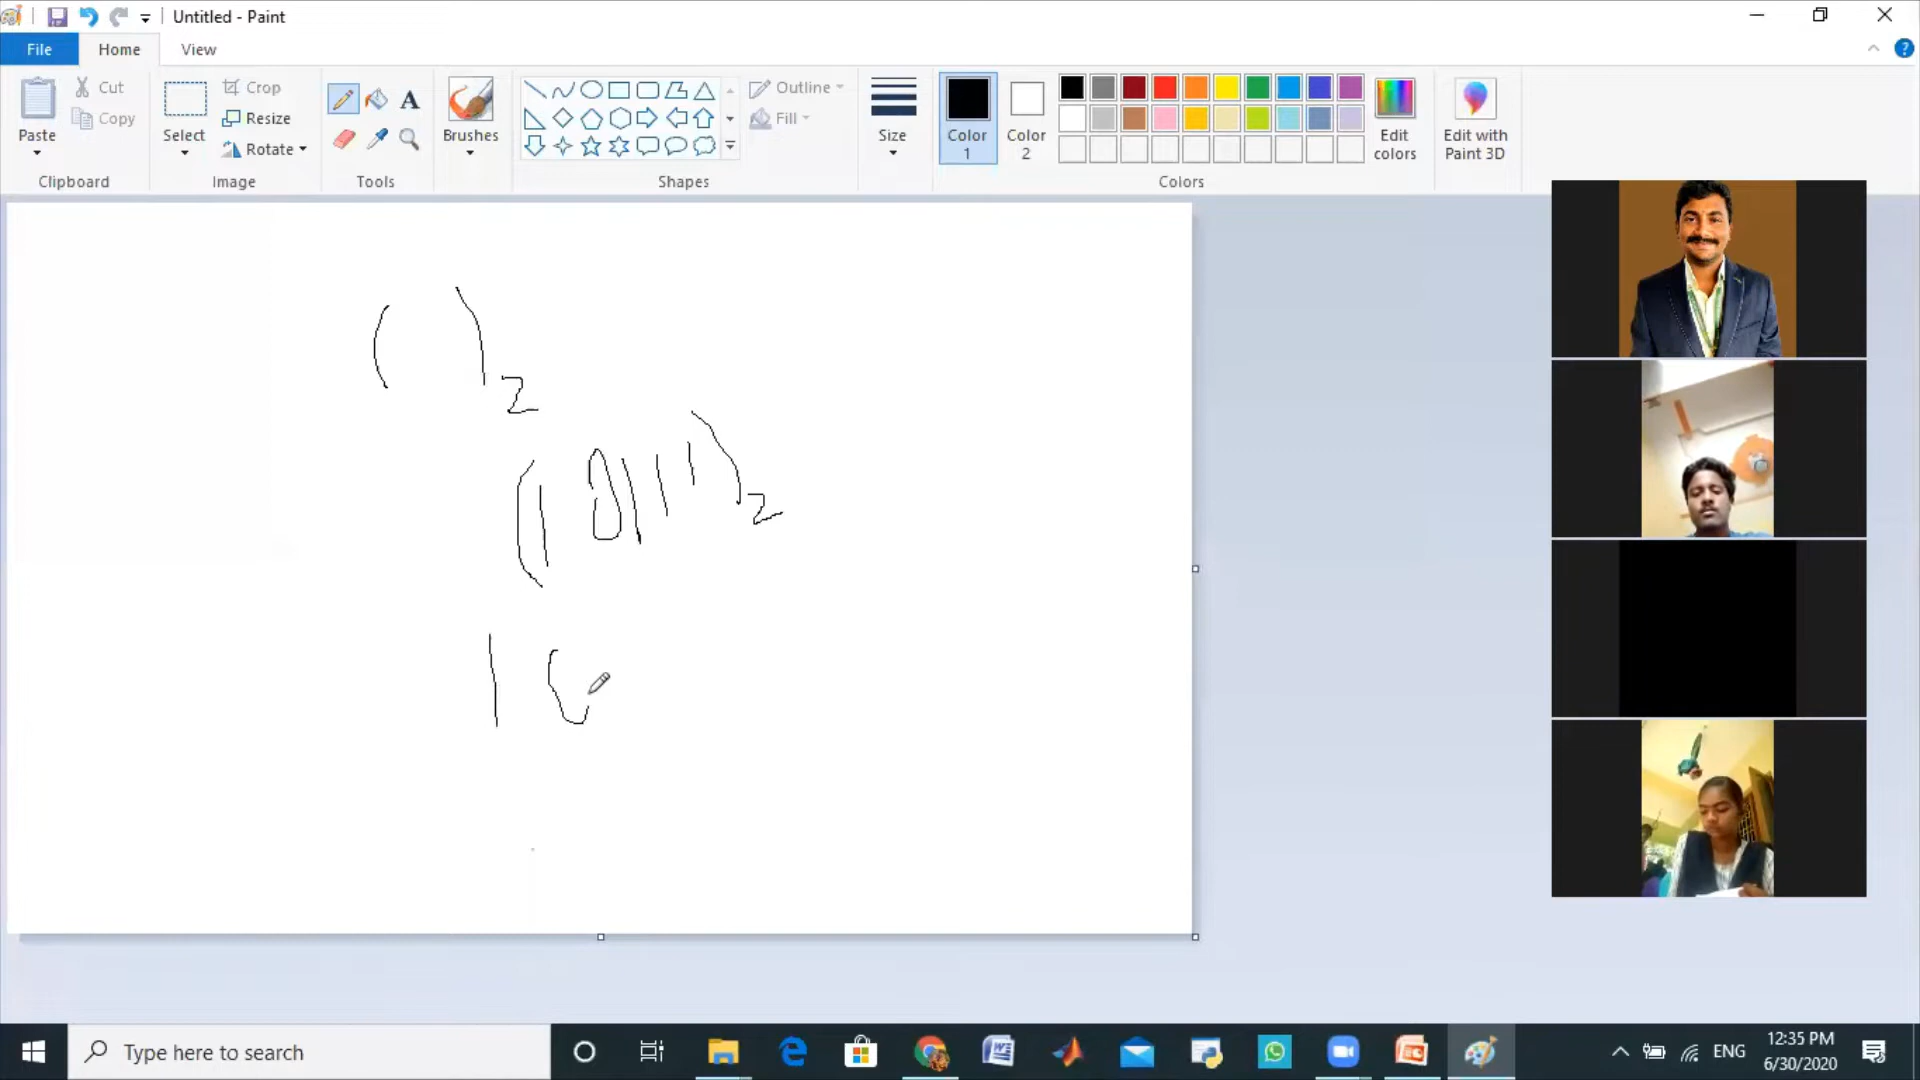 Untitled - Paint
File Home View
Paste Cut Copy Select Crop Resize Rotate Brushes Outline Fill Size Color 1 Color 2 Edit colors Edit with Paint 3D
Clipboard Image Tools Shapes Colors
( )2
(10111)2
1
Type here to search
ENG 12:35 PM 6/30/2020